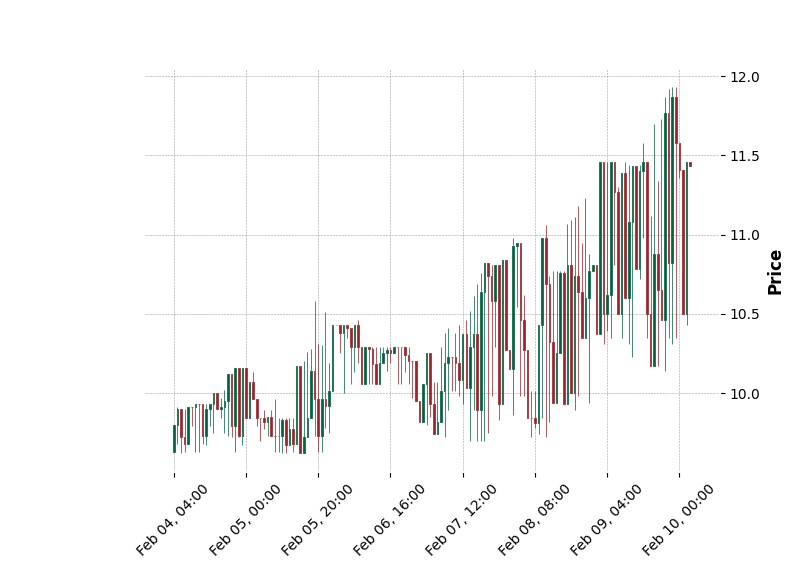 12.0
11.5
11.0
10.5
10.0
Price
Feb 04, 04:00
Feb 05, 00:00
Feb 05, 20:00
Feb 06, 16:00
Feb 07, 12:00
Feb 08, 08:00
Feb 09, 04:00
Feb 10, 00:00